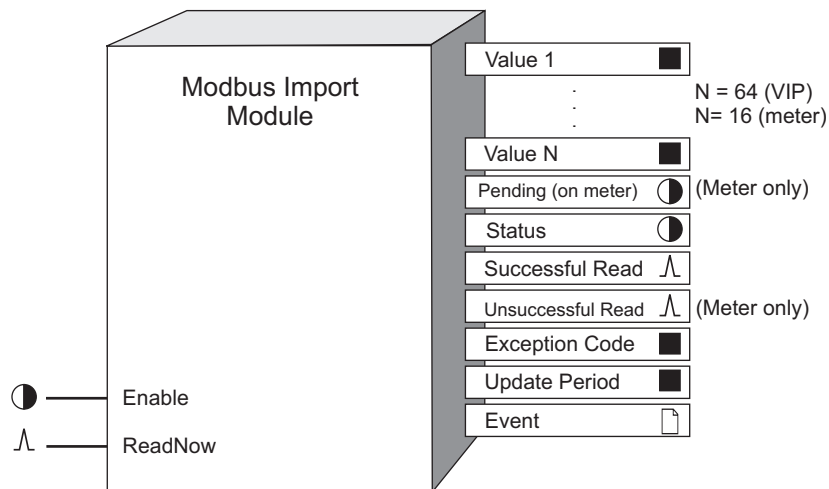 Modbus Import
Module
Value 1
N = 64 (VIP)
N= 16 (meter)
Value N
Pending (on meter)
(Meter only)
Status
Successful Read
Unsuccessful Read
(Meter only)
Exception Code
Update Period
Event
Enable
ReadNow